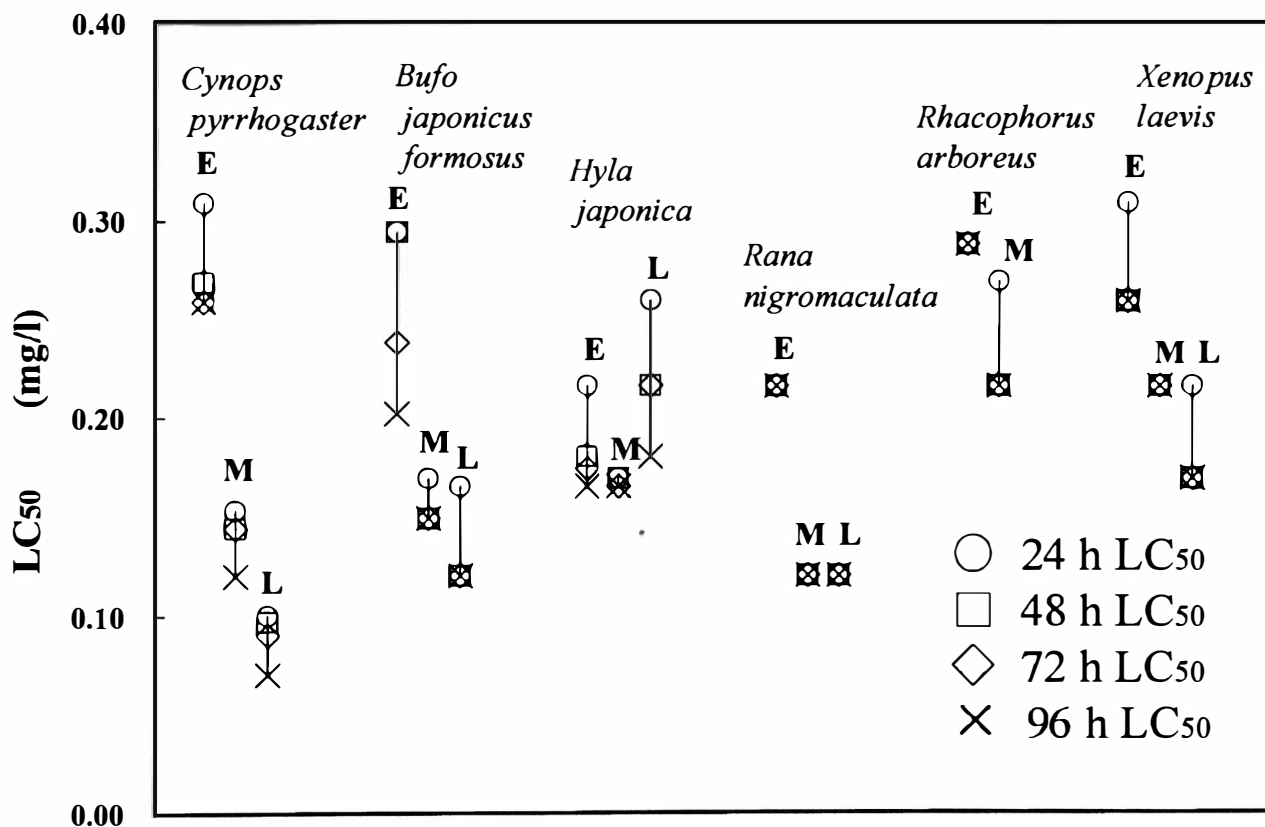 0.40
0.30
0.20
0.10
0.00
LC50 (mg/l)
Cynops
pyrrhogaster
E
M
L
Bufo
japonicus
formosus
E
M
L
Hyla
japonica
E
M
L
Rana
nigromaculata
E
M
L
Rhacophorus
arboreus
E
M
Xenopus
laevis
E
M
L
24 h LC50
48 h LC50
72 h LC50
96 h LC50